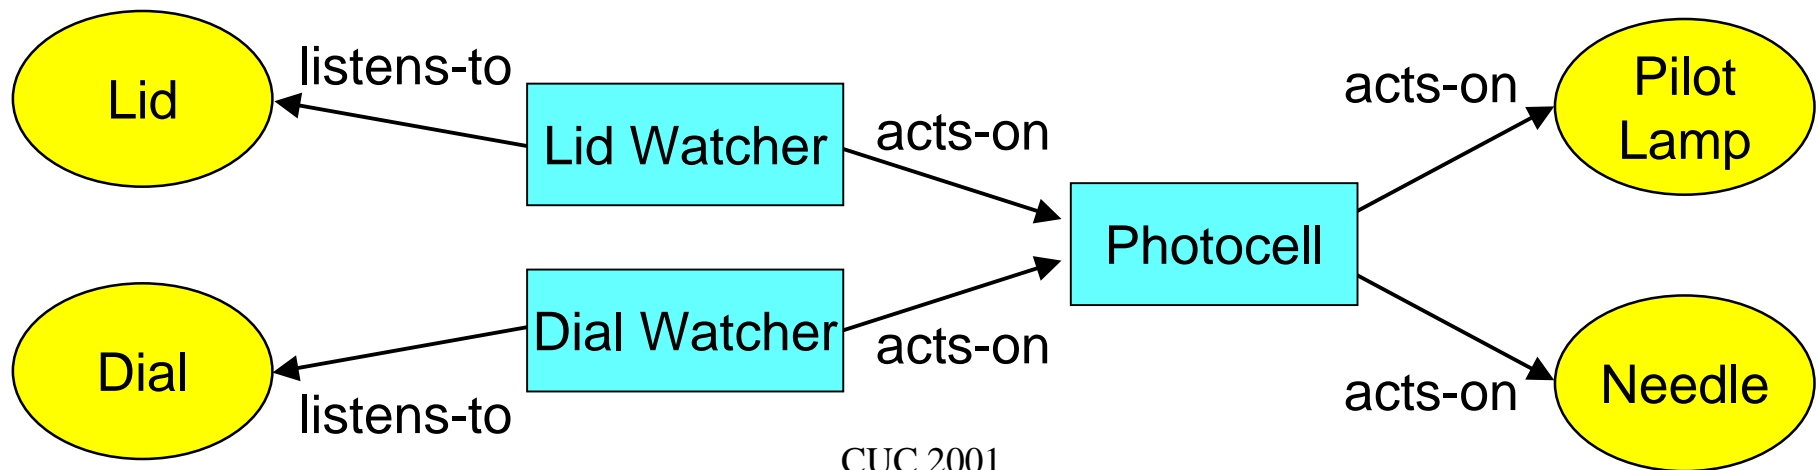 Lid
listens-to
Lid Watcher
acts-on
acts-on
Pilot
Lamp
Photocell
Dial
listens-to
Dial Watcher
acts-on
acts-on
Needle
CUC 2001